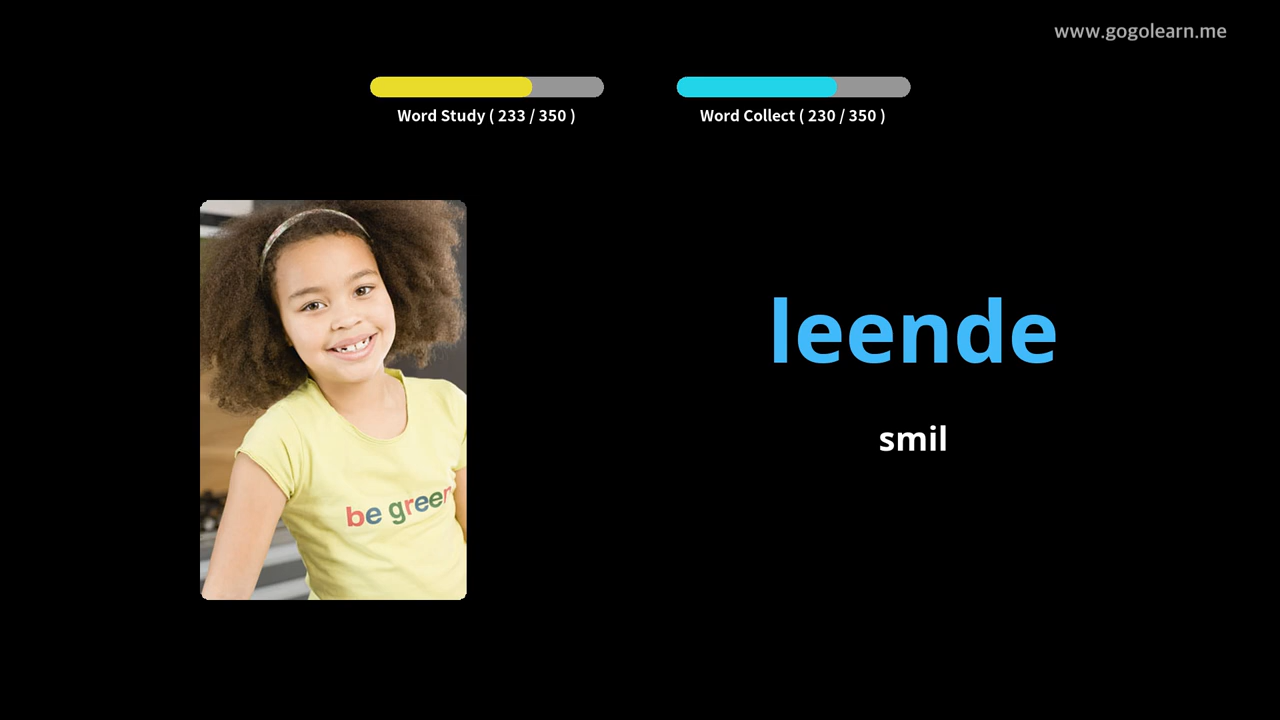 www.gogolearn.me
Word Study ( 233 / 350 )
Word Collect ( 230 / 350 )
leende
smil
be green